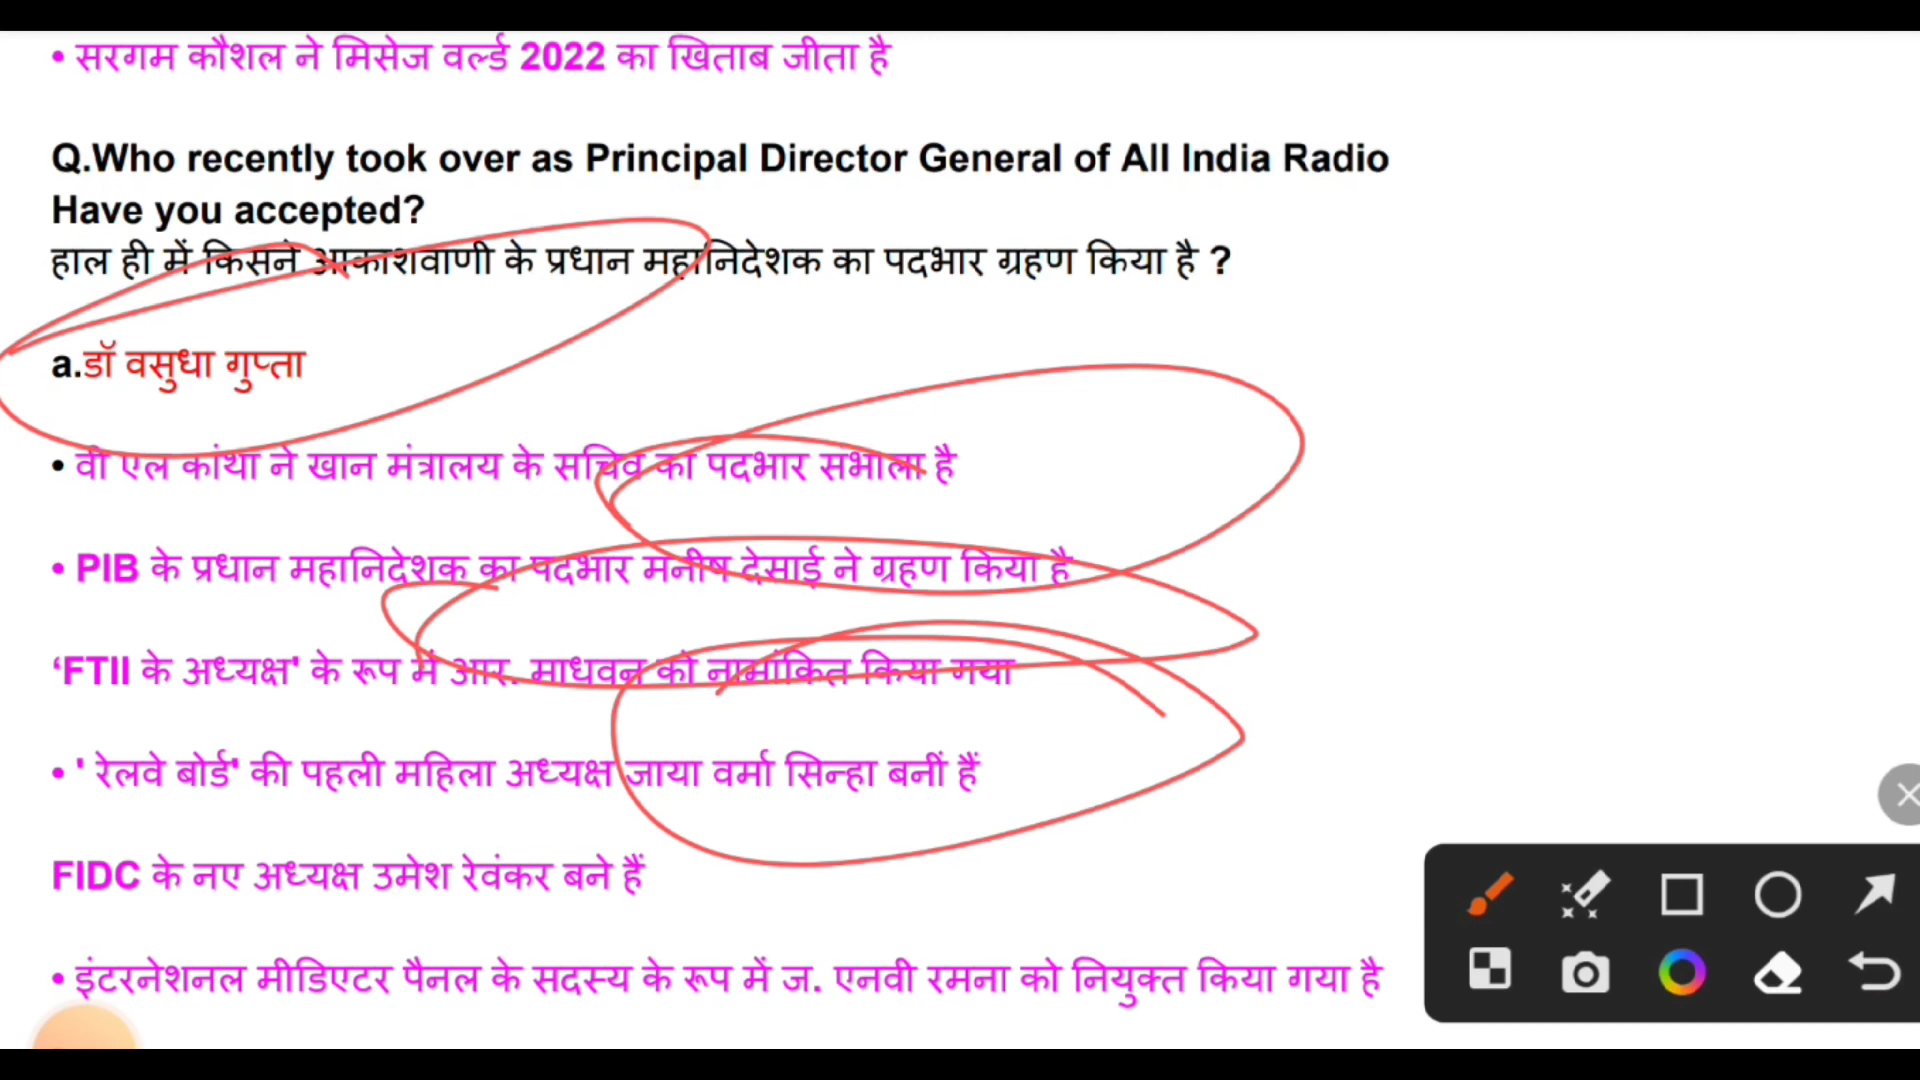 • सरगम कौशल ने मिसेज वर्ल्ड 2022 का खिताब जीता है
Q.Who recently took over as Principal Director General of All India Radio
Have you accepted?
हाल ही में किसने आकाशवाणी के प्रधान महानिदेशक का पदभार ग्रहण किया है ?
a.डॉ वसुधा गुप्ता
• वी एल कांथा ने खान मंत्रालय के सचिव का पदभार संभाला है
• PIB के प्रधान महानिदेशक का पदभार मनीष देसाई ने ग्रहण किया है
‘FTII के अध्यक्ष' के रूप में आर. माधवन को नामांकित किया गया
• ' रेलवे बोर्ड' की पहली महिला अध्यक्ष जाया वर्मा सिन्हा बनीं हैं
FIDC के नए अध्यक्ष उमेश रेवंकर बने हैं
• इंटरनेशनल मीडिएटर पैनल के सदस्य के रूप में ज. एनवी रमना को नियुक्त किया गया है